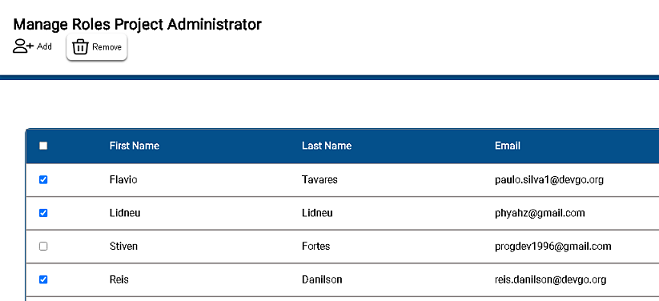 Manage Roles Project Administrator
Add Remove
First Name Last Name Email
Flavio Tavares paulo.silva1@devgo.org
Lidneu Lidneu phyahz@gmail.com
Stiven Fortes progdev1996@gmail.com
Reis Danilson reis.danilson@devgo.org